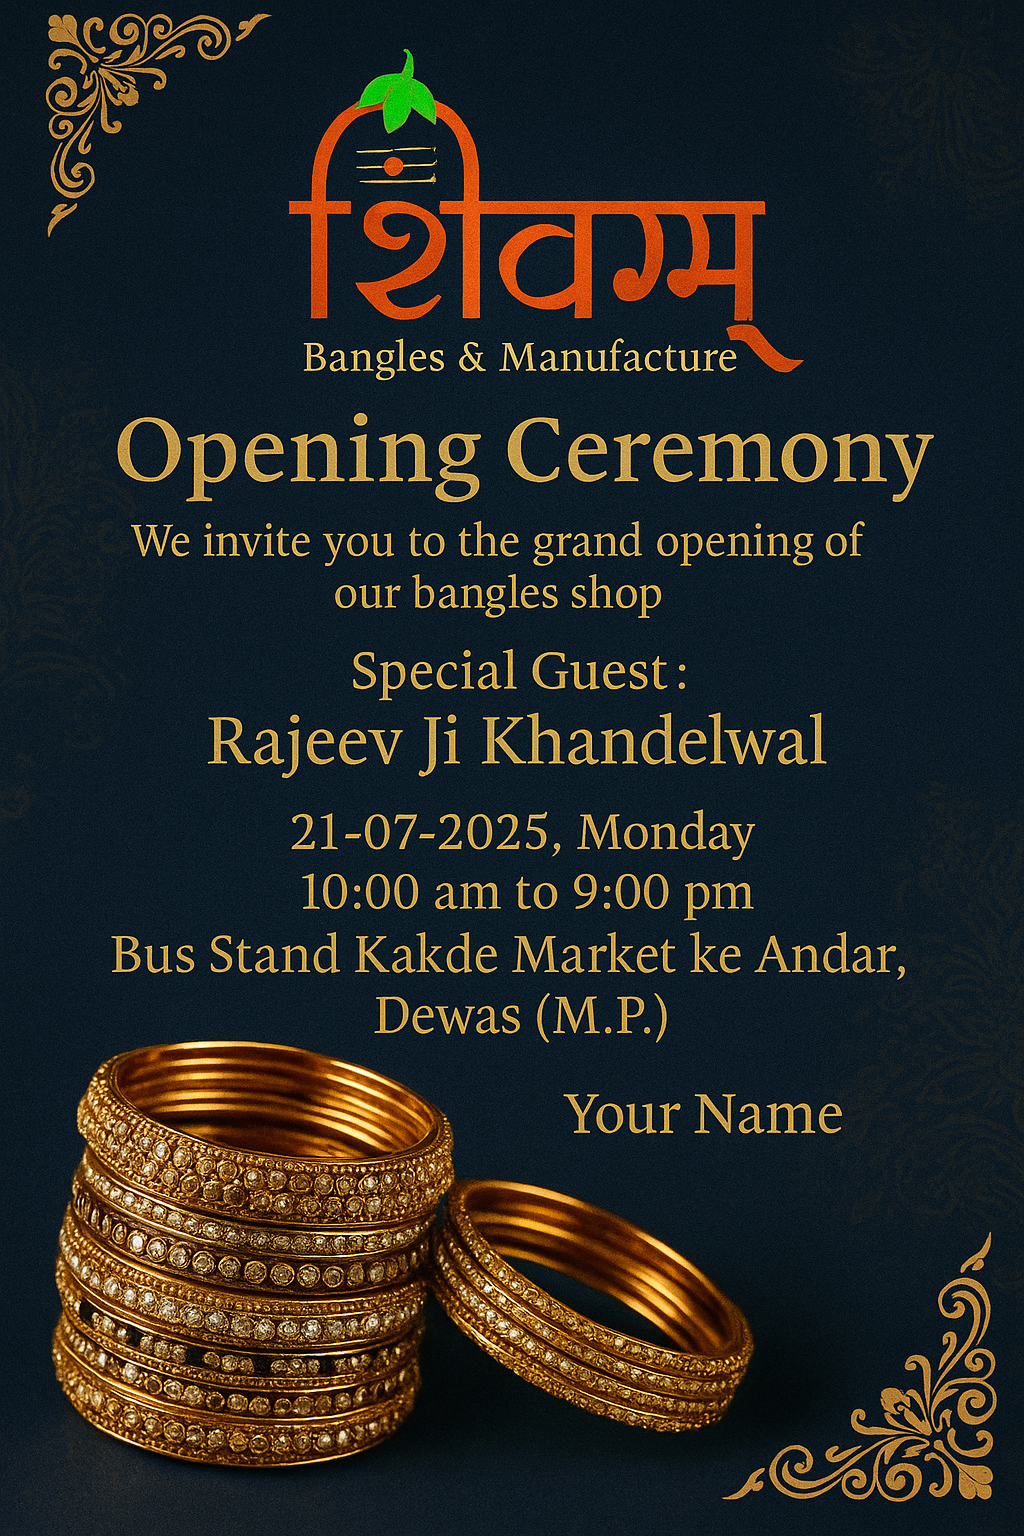 शिवग्म्
Bangles & Manufacture
Opening Ceremony
We invite you to the grand opening of
our bangles shop
Special Guest:
Rajeev Ji Khandelwal
21-07-2025, Monday
10:00 am to 9:00 pm
Bus Stand Kakde Market ke Andar,
Dewas (M.P.)
Your Name